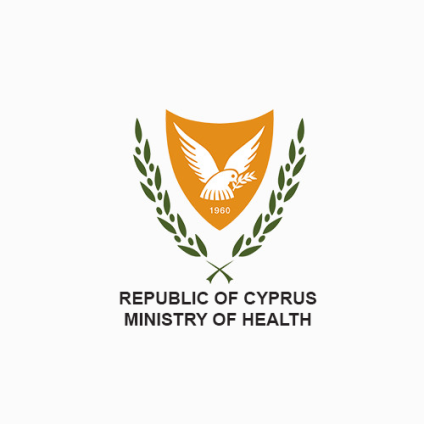 1960
REPUBLIC OF CYPRUS
MINISTRY OF HEALTH